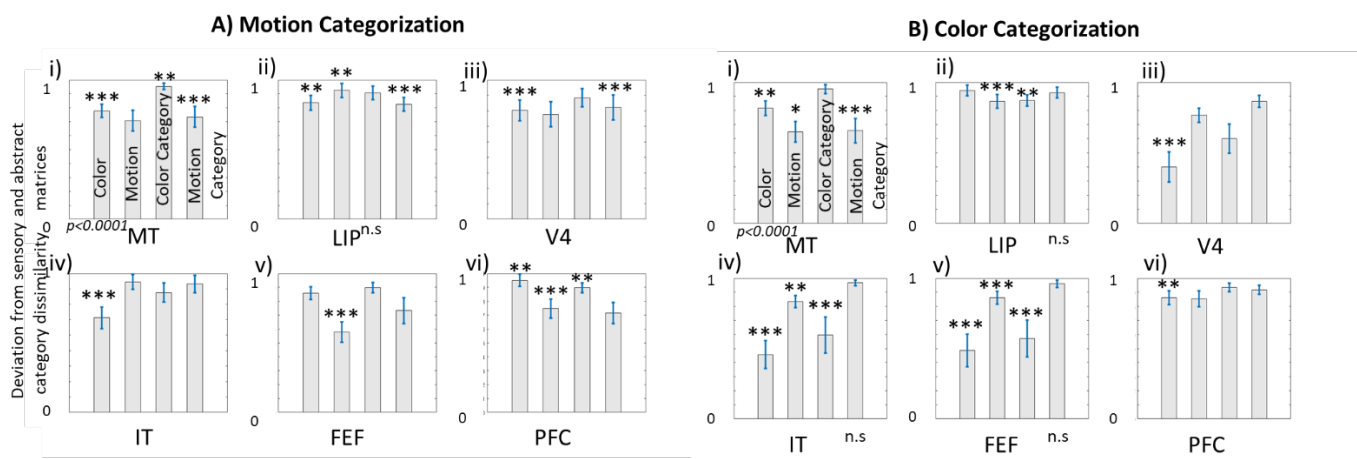 A) Motion Categorization
B) Color Categorization
Deviation from sensory and abstract
category dissimilarity matrices
i)
1
***
**
***
Color
Motion
Color Category
Motion
Category
0
p<0.0001
MT
ii)
1
**
**
***
0
LIP n.s
iii)
1
***
***
0
V4
iv)
***
0
IT
v)
1
***
0
FEF
vi)
1
**
***
**
0
PFC
i)
1
**
*
***
Color
Motion
Color Category
Motion
Category
0
p<0.0001
MT
ii)
1
***
**
0
LIP n.s
iii)
1
***
0
V4
iv)
1
***
**
***
0
IT n.s
v)
1
***
***
***
0
FEF n.s
vi)
1
**
0
PFC